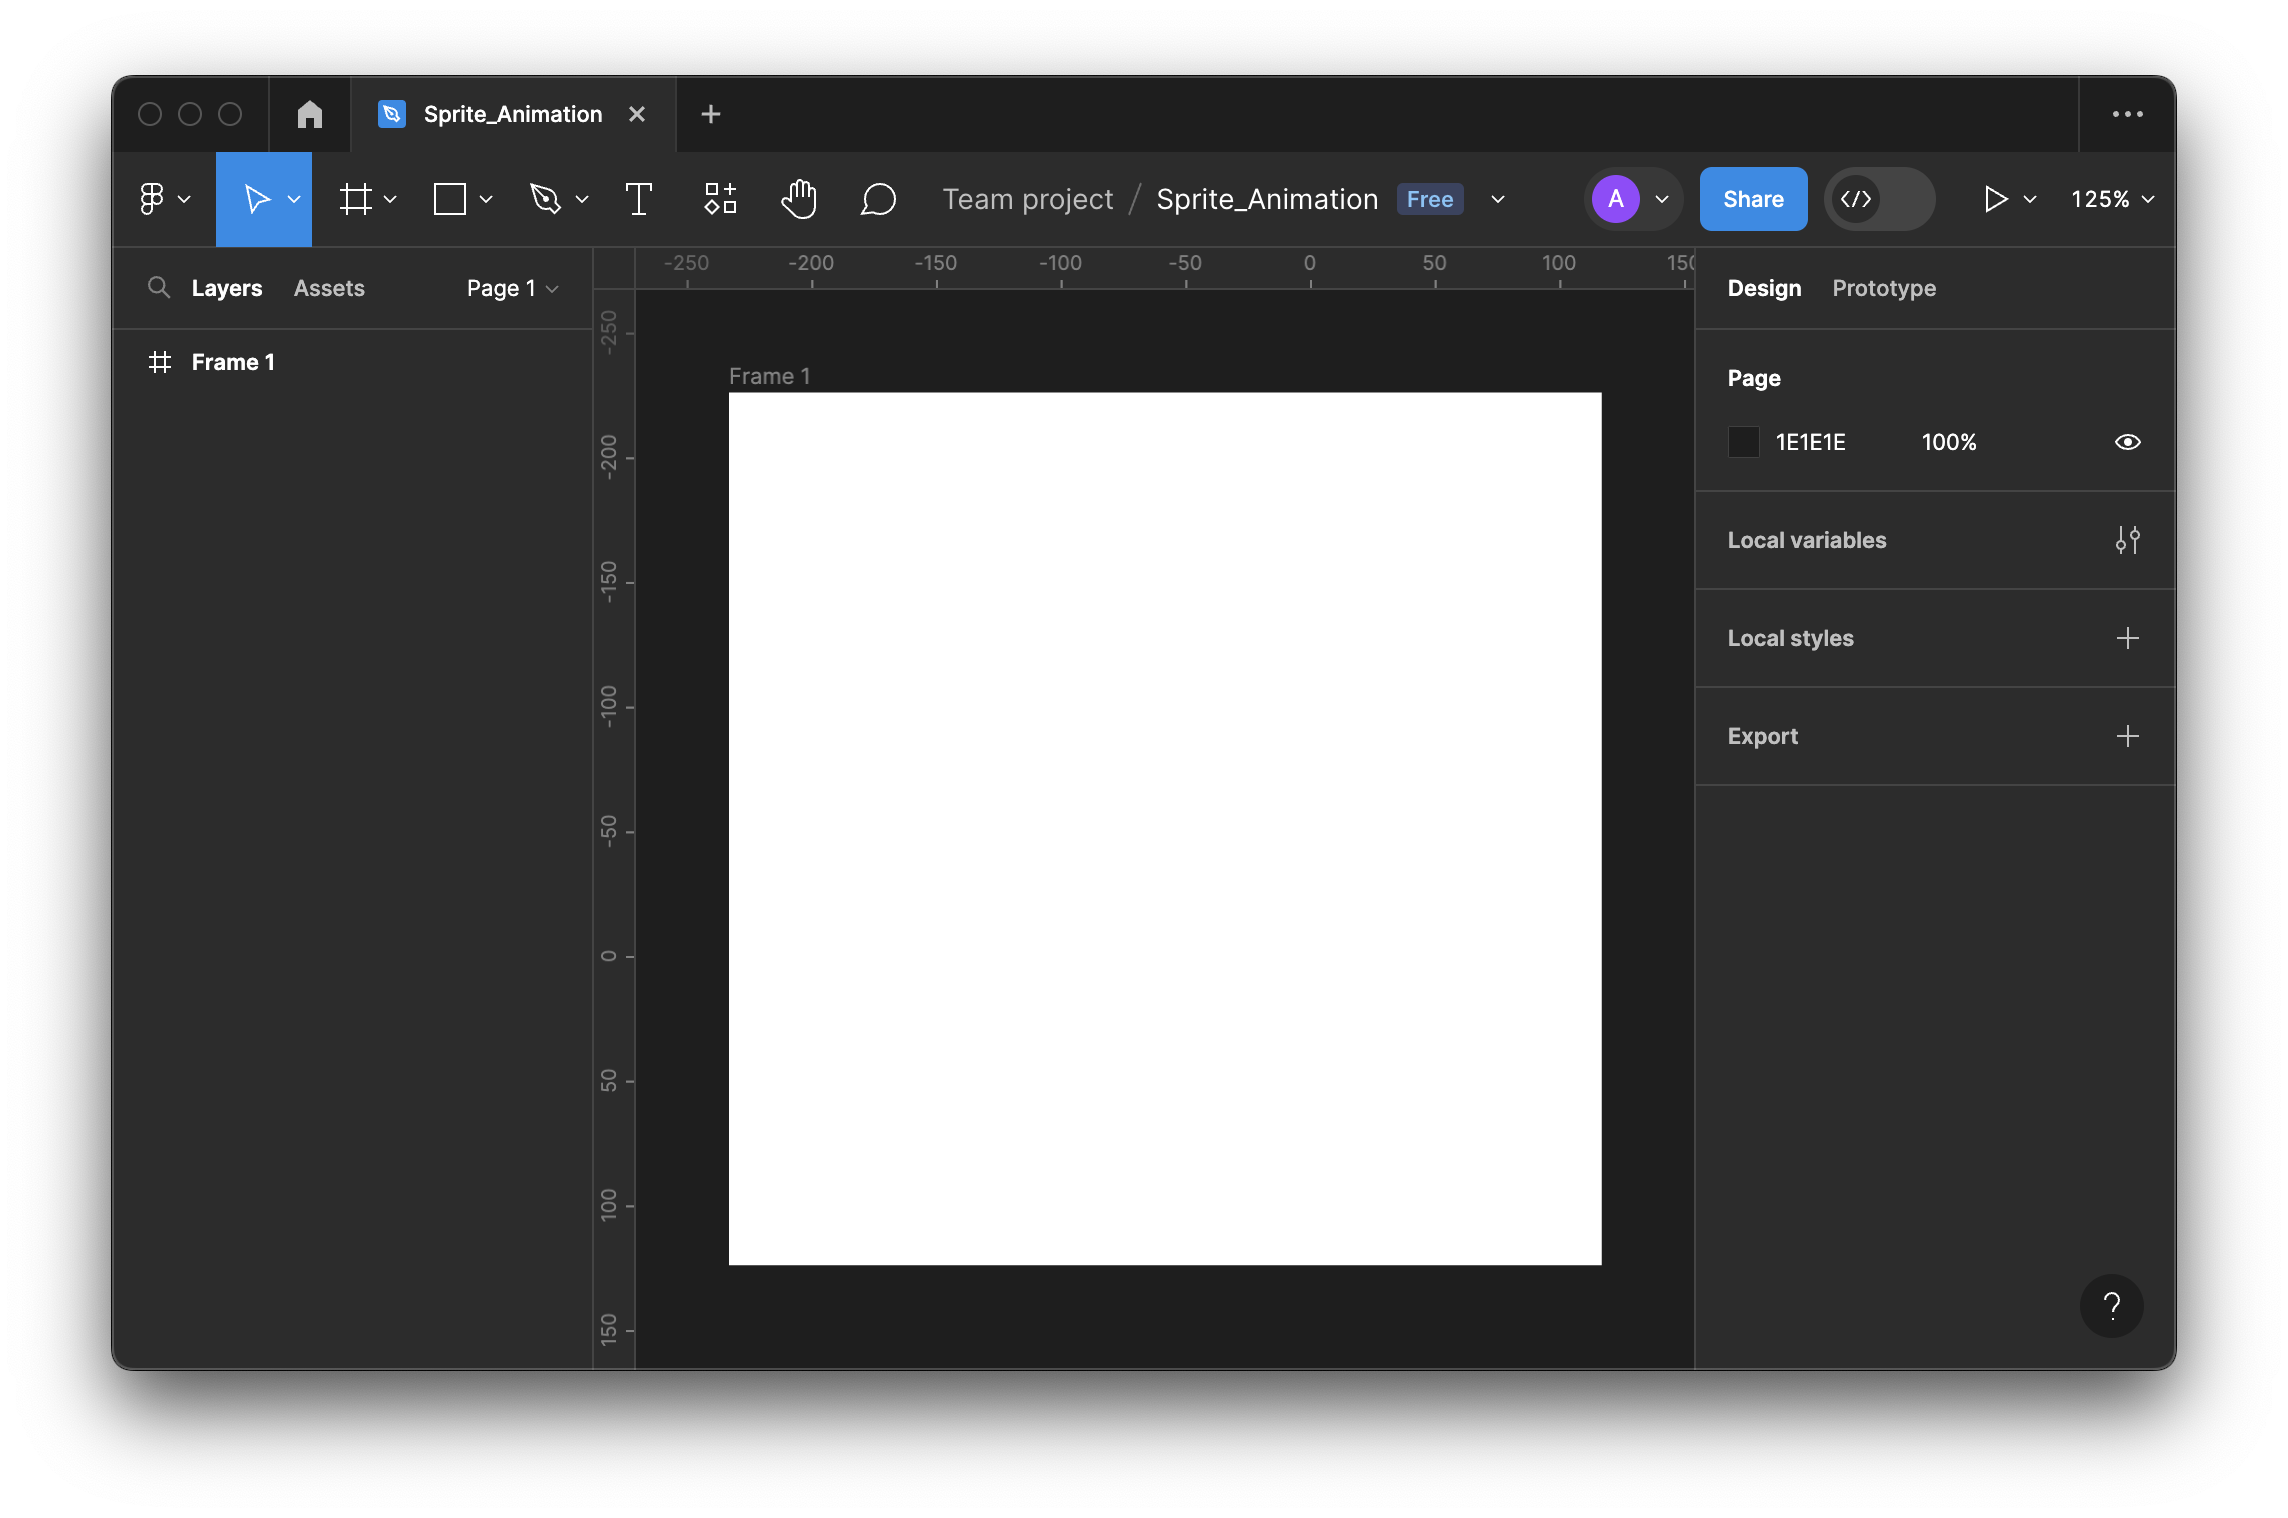 Sprite_Animation
Team project / Sprite_Animation Free
A
Share
125%
Layers Assets Page 1
Frame 1
-250 -200 -150 -100 -50 0 50 100 150
-250
-200
-150
-100
-50
0
50
100
150
Frame 1
Design Prototype
Page
1E1E1E 100%
Local variables
Local styles
Export
?